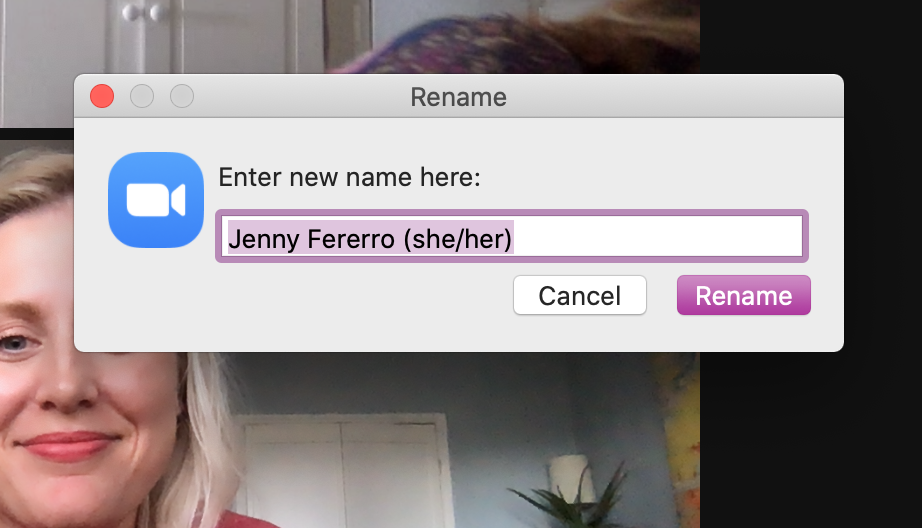 Rename
Enter new name here:
Jenny Fererro (she/her)
Cancel
Rename